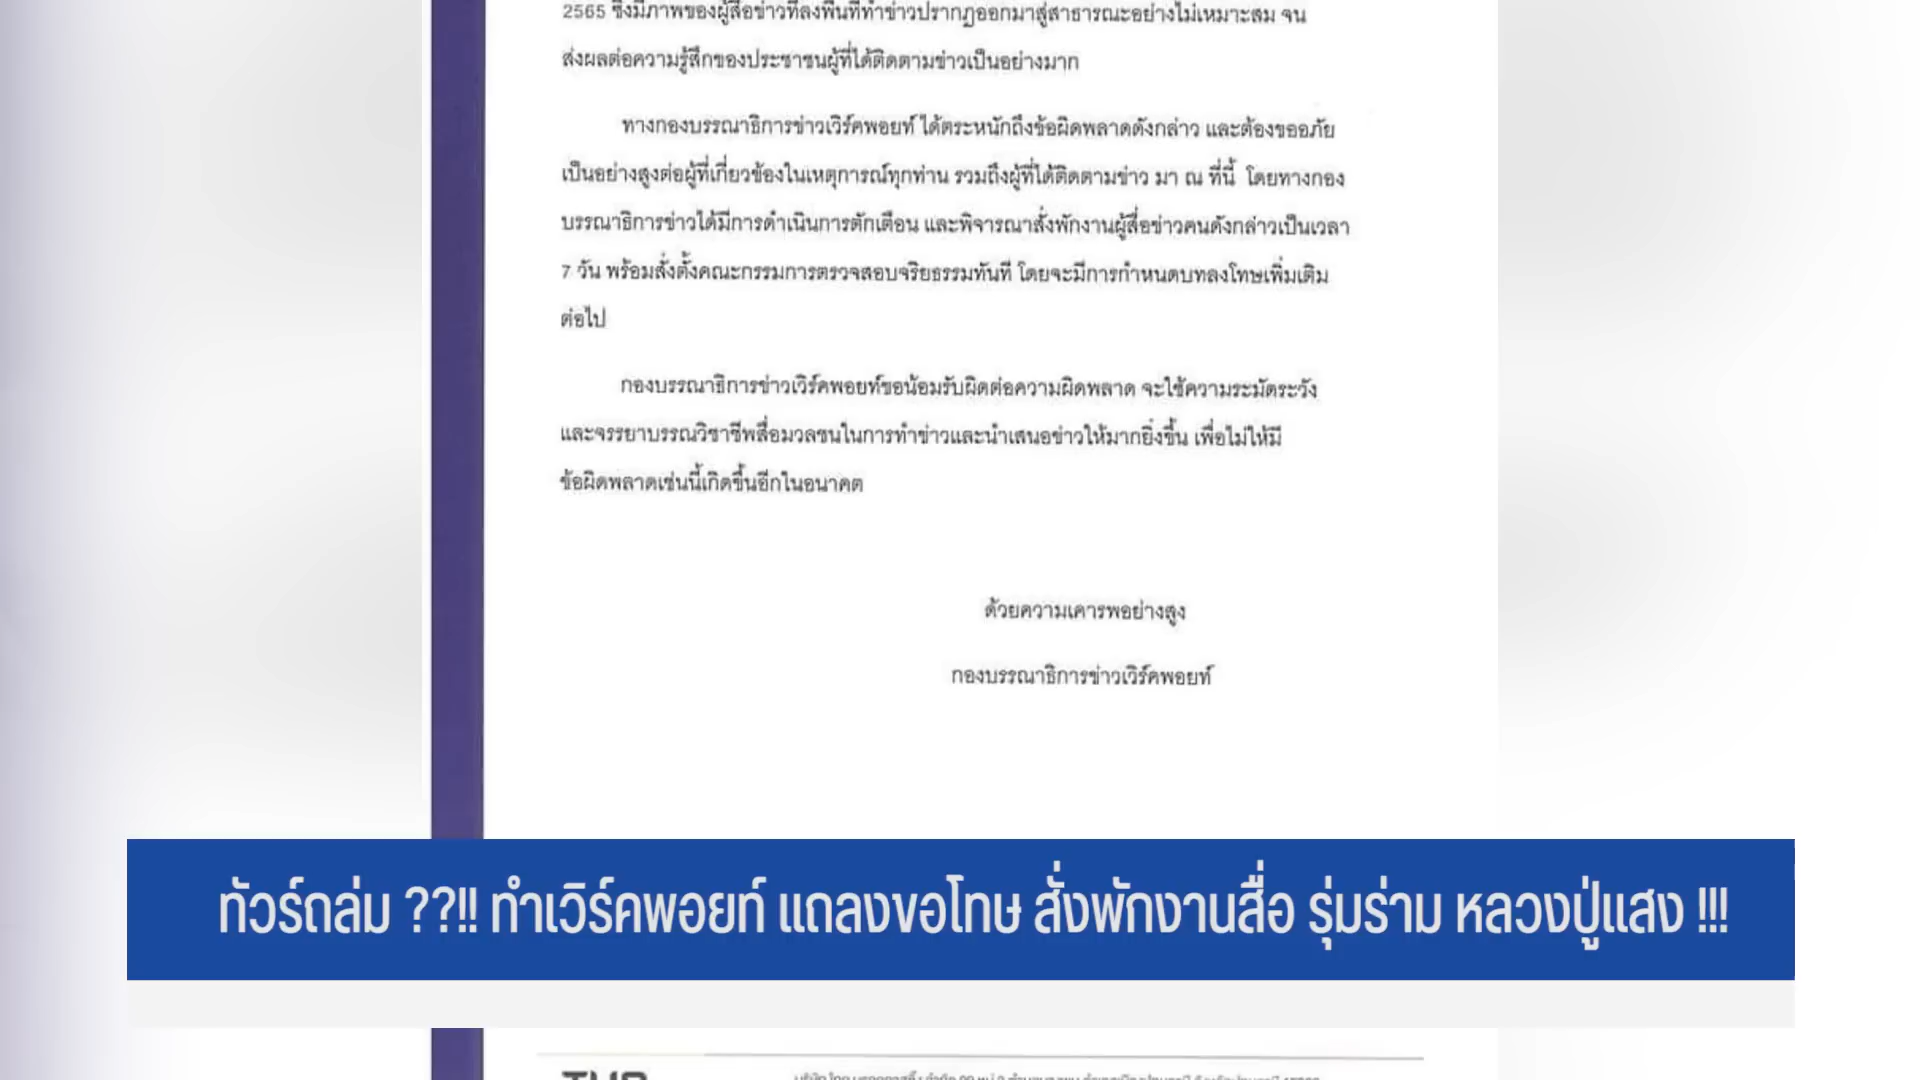 2565 ซึ่งมีภาพของผู้สื่อข่าวที่ลงพื้นที่ทำข่าวปรากฏออกมาสู่สาธารณะอย่างไม่เหมาะสม จน
ส่งผลต่อความรู้สึกของประชาชนผู้ที่ได้ติดตามข่าวเป็นอย่างมาก
ทางกองบรรณาธิการข่าวเวิร์คพอยท์ ได้ตระหนักถึงข้อผิดพลาดดังกล่าว และต้องขออภัย
เป็นอย่างสูงต่อผู้ที่เกี่ยวข้องในเหตุการณ์ทุกท่าน รวมถึงผู้ที่ได้ติดตามข่าว มา ณ ที่นี้ โดยทางกอง
บรรณาธิการข่าวได้มีการดำเนินการตักเตือน และพิจารณาสั่งพักงานผู้สื่อข่าวคนดังกล่าวเป็นเวลา
7 วัน พร้อมสั่งตั้งคณะกรรมการตรวจสอบจริยธรรมทันที โดยจะมีการกำหนดบทลงโทษเพิ่มเติม
ต่อไป
กองบรรณาธิการข่าวเวิร์คพอยท์ขอน้อมรับผิดต่อความผิดพลาด จะใช้ความระมัดระวัง
และจรรยาบรรณวิชาชีพสื่อมวลชนในการทำข่าวและนำเสนอข่าวให้มากยิ่งขึ้น เพื่อไม่ให้มี
ข้อผิดพลาดเช่นนี้เกิดขึ้นอีกในอนาคต
ด้วยความเคารพอย่างสูง
กองบรรณาธิการข่าวเวิร์คพอยท์
ทัวร์ถล่ม ??!! ทำเวิร์คพอยท์ แถลงขอโทษ สั่งพักงานสื่อ รุ่มร่าม หลวงปู่แสง !!!